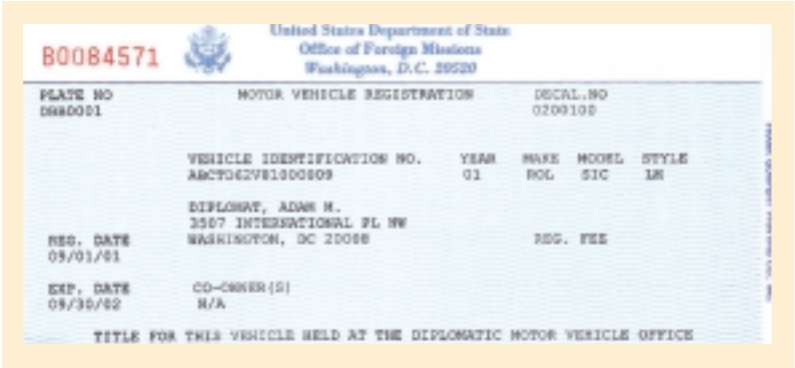 United States Department of State
Office of Foreign Missions
B0084571
Washington, D.C. 20520
PLATE NO MOTOR VEHICLE REGISTRATION DECAL.NO
0200100
VEHICLE IDENTIFICATION NO. YEAR MAKE MODEL STYLE
01 ROL SIC LM
DIPLOMAT, ADAM M.
3507 INTERNATIONAL PL NW
REG. DATE WASHINGTON, DC 20008 REG. FEE
09/01/01
EXP. DATE CO-OWNER(S)
09/30/02 N/A
TITLE FOR THIS VEHICLE HELD AT THE DIPLOMATIC MOTOR VEHICLE OFFICE